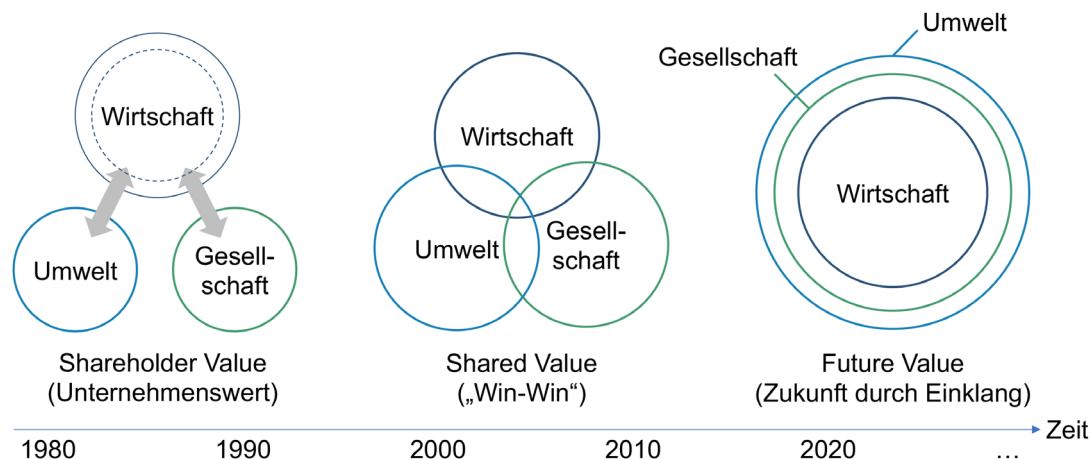 Wirtschaft
Umwelt
Gesell-
schaft
Shareholder Value
(Unternehmenswert)
Wirtschaft
Umwelt
Gesell-
schaft
Shared Value
(„Win-Win“)
Umwelt
Gesellschaft
Wirtschaft
Future Value
(Zukunft durch Einklang)
Zeit
1980 1990 2000 2010 2020 …